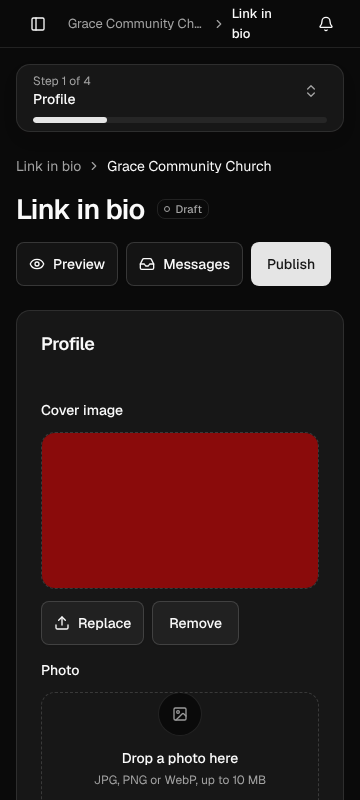 Grace Community Ch...
Link in
bio
Step 1 of 4
Profile
Link in bio
Grace Community Church
Link in bio
Draft
Preview
Messages
Publish
Profile
Cover image
Replace
Remove
Photo
Drop a photo here
JPG, PNG or WebP, up to 10 MB